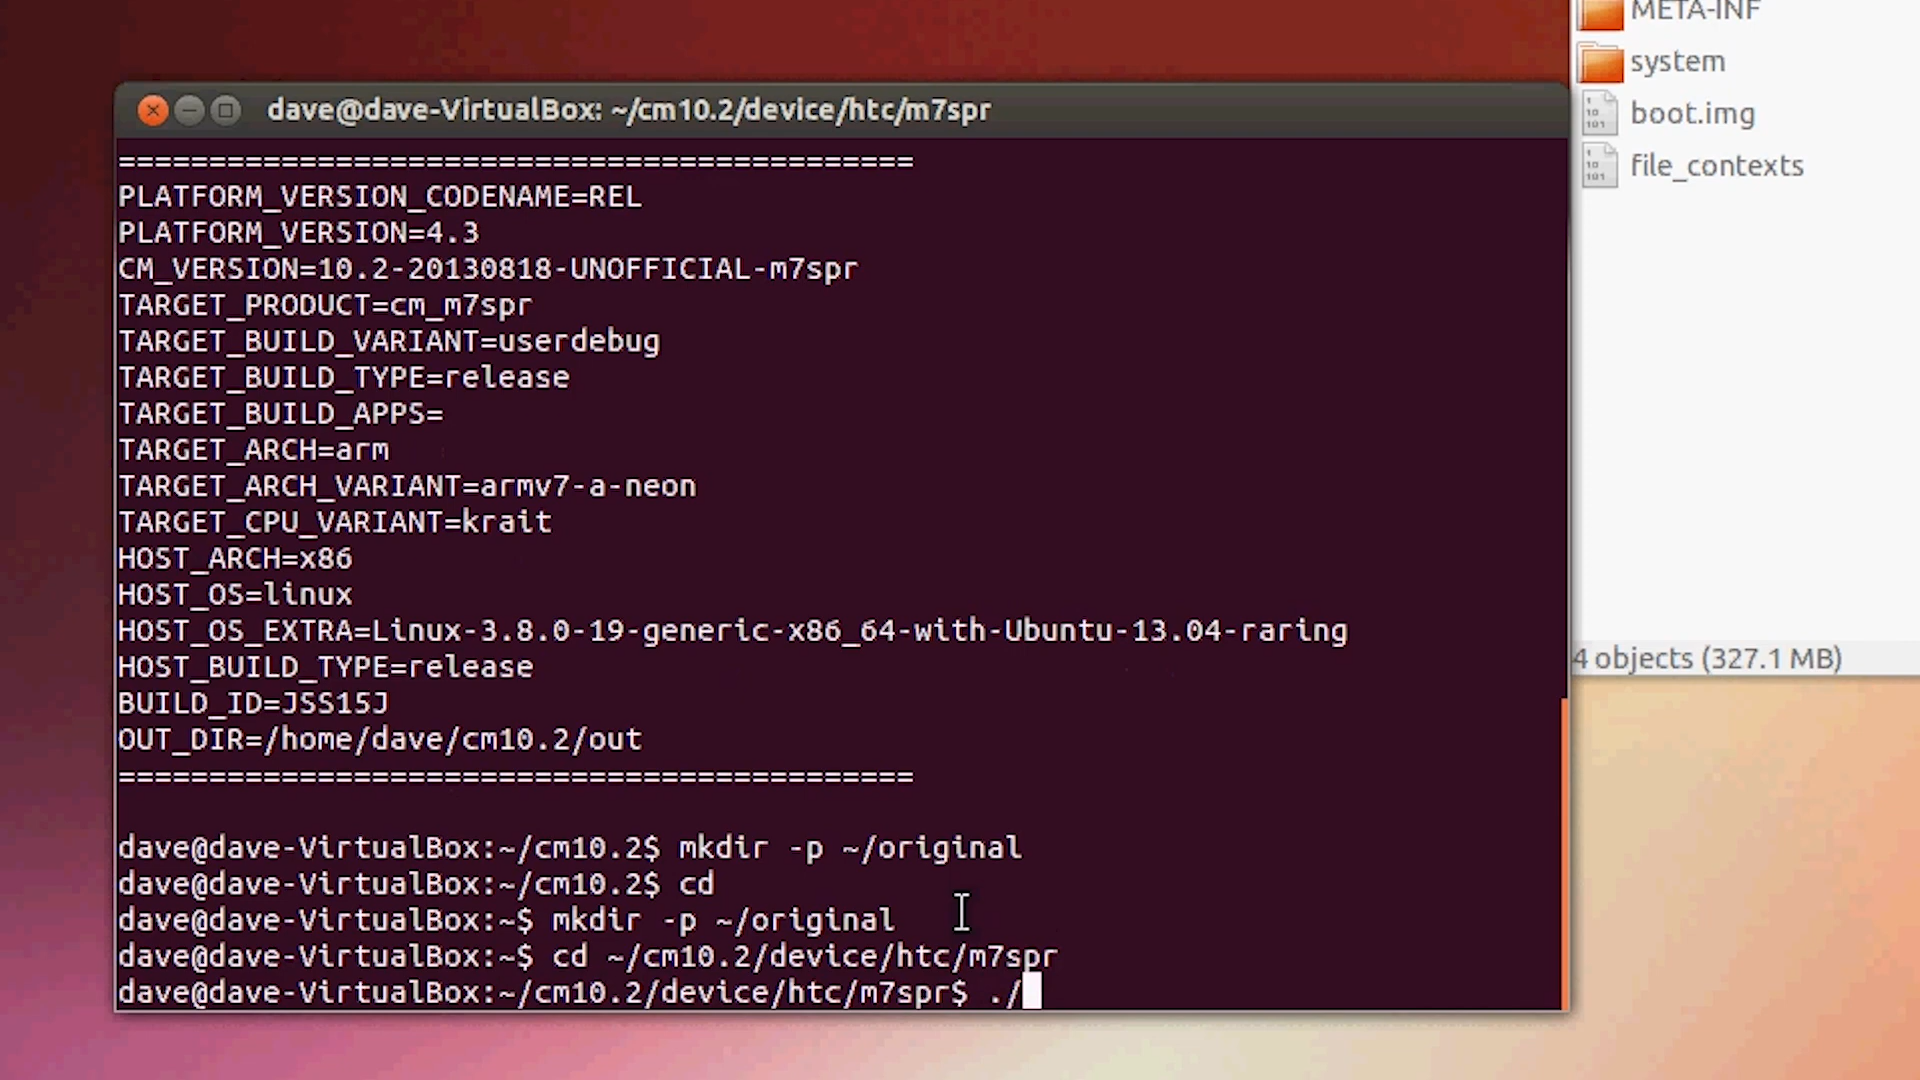 META-INF
system
boot.img
file_contexts
4 objects (327.1 MB)
dave@dave-VirtualBox: ~/cm10.2/device/htc/m7spr
============================================
PLATFORM_VERSION_CODENAME=REL
PLATFORM_VERSION=4.3
CM_VERSION=10.2-20130818-UNOFFICIAL-m7spr
TARGET_PRODUCT=cm_m7spr
TARGET_BUILD_VARIANT=userdebug
TARGET_BUILD_TYPE=release
TARGET_BUILD_APPS=
TARGET_ARCH=arm
TARGET_ARCH_VARIANT=armv7-a-neon
TARGET_CPU_VARIANT=krait
HOST_ARCH=x86
HOST_OS=linux
HOST_OS_EXTRA=Linux-3.8.0-19-generic-x86_64-with-Ubuntu-13.04-raring
HOST_BUILD_TYPE=release
BUILD_ID=JSS15J
OUT_DIR=/home/dave/cm10.2/out
============================================
dave@dave-VirtualBox:~/cm10.2$ mkdir -p ~/original
dave@dave-VirtualBox:~/cm10.2$ cd
dave@dave-VirtualBox:~$ mkdir -p ~/original
dave@dave-VirtualBox:~$ cd ~/cm10.2/device/htc/m7spr
dave@dave-VirtualBox:~/cm10.2/device/htc/m7spr$ ./